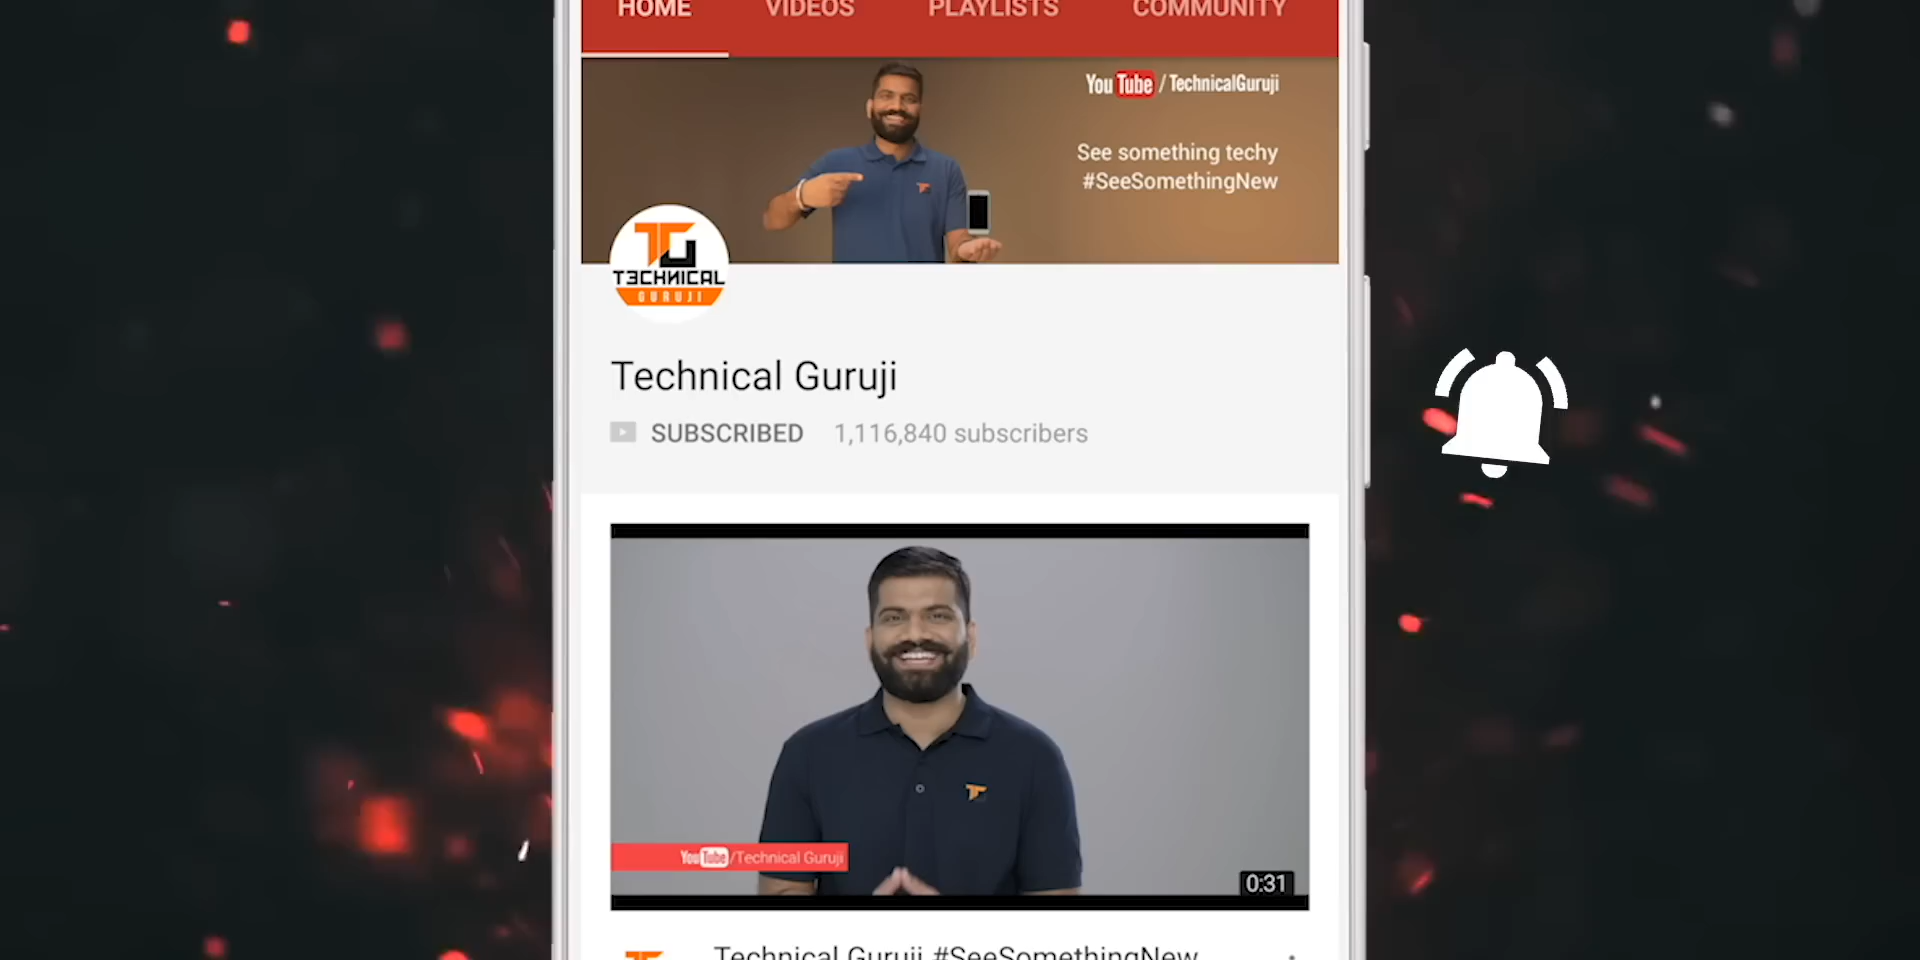 HOME VIDEOS PLAYLISTS COMMUNITY
YouTube/TechnicalGuruji
See something techy
#SeeSomethingNew
TG
TECHNICAL
GURUJI
Technical Guruji
SUBSCRIBED 1,116,840 subscribers
YouTube/Technical Guruji
0:31
Technical Guruji #SeeSomethingNew